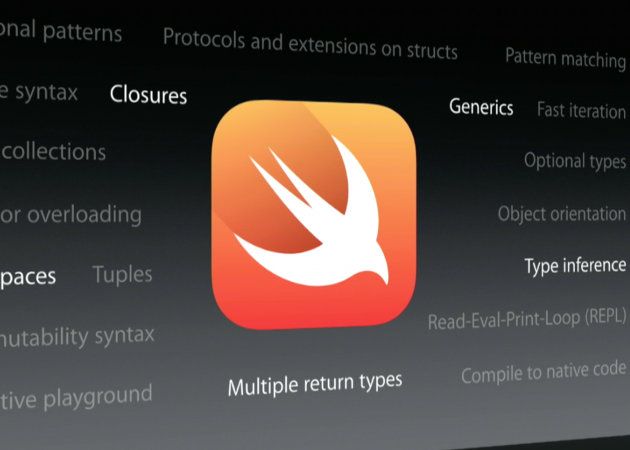 onal patterns
Protocols and extensions on structs
Pattern matching
e syntax
Closures
Generics
Fast iteration
collections
Optional types
or overloading
Object orientation
paces
Tuples
Type inference
mutability syntax
Read-Eval-Print-Loop (REPL)
tive playground
Multiple return types
Compile to native code